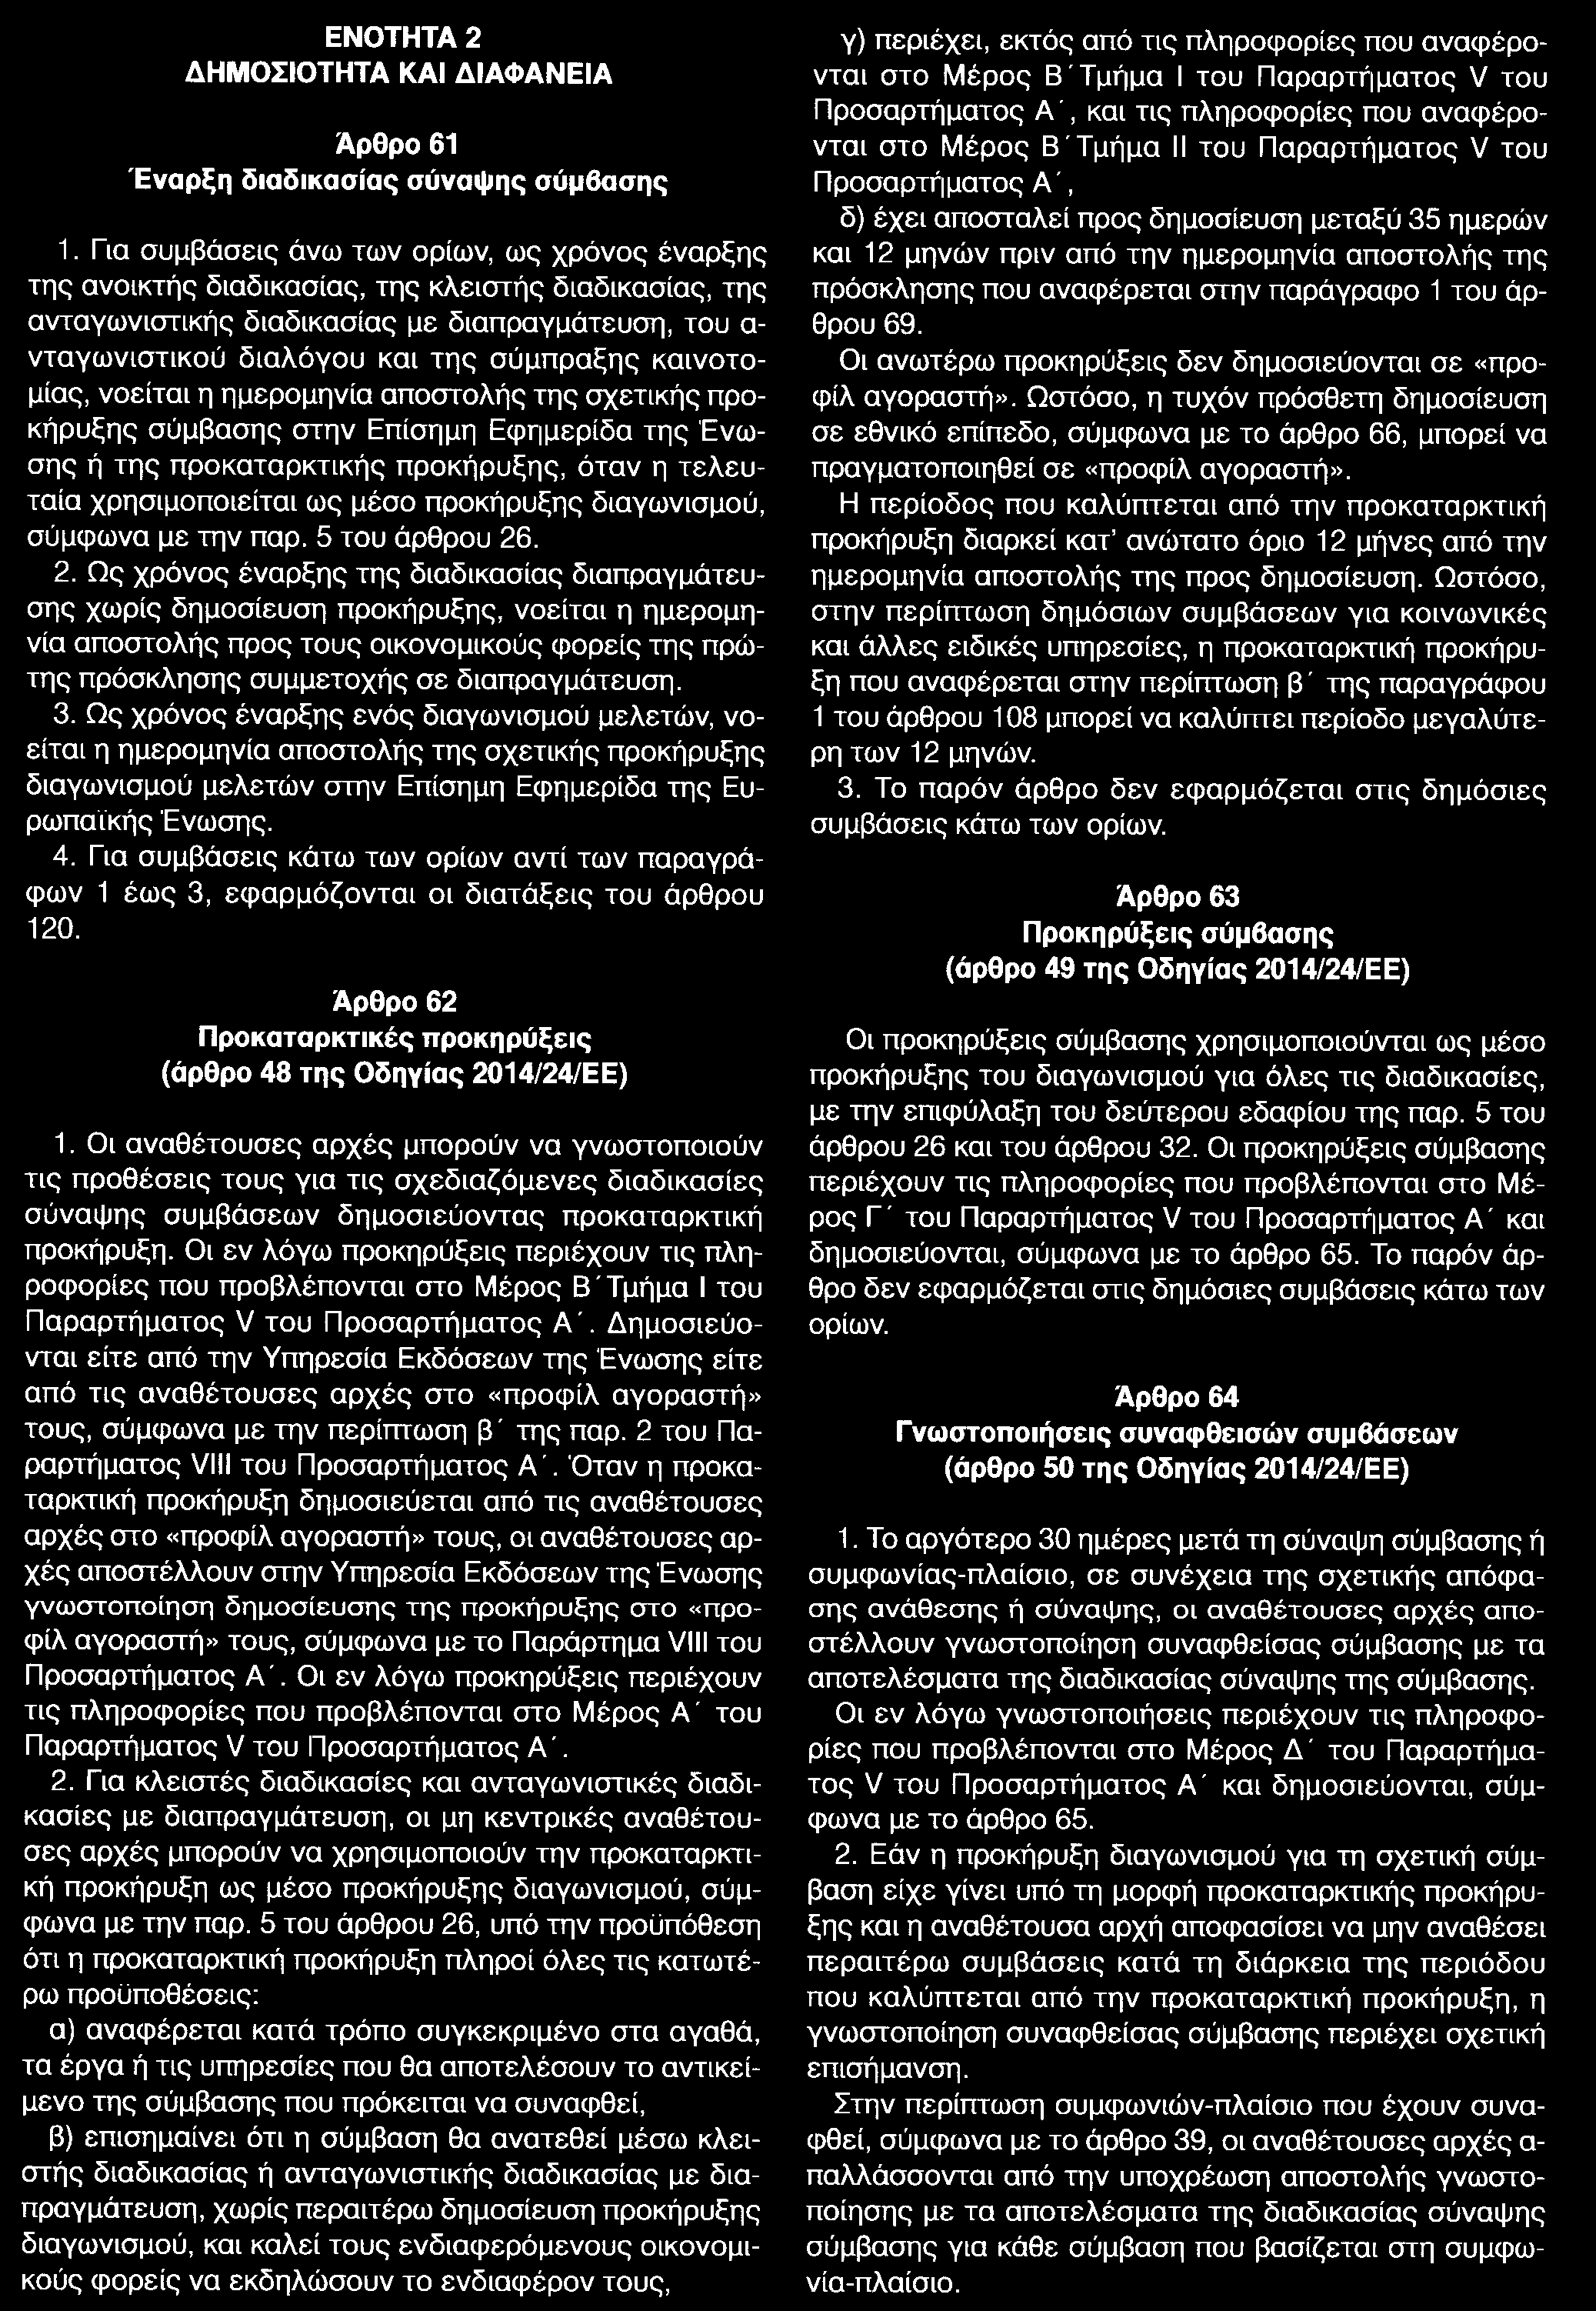 ΕΝΟΤΗΤΑ 2
ΔΗΜΟΣΙΟΤΗΤΑ ΚΑΙ ΔΙΑΦΑΝΕΙΑ
Άρθρο 61
Έναρξη διαδικασίας σύναψης σύμβασης
1. Για συμβάσεις άνω των ορίων, ως χρόνος έναρξης
της ανοικτής διαδικασίας, της κλειστής διαδικασίας, της
ανταγωνιστικής διαδικασίας με διαπραγμάτευση, του α-
νταγωνιστικού διαλόγου και της σύμπραξης καινοτο-
μίας, νοείται η ημερομηνία αποστολής της σχετικής προ-
κήρυξης σύμβασης στην Επίσημη Εφημερίδα της Ένω-
σης ή της προκαταρκτικής προκήρυξης, όταν η τελευ-
ταία χρησιμοποιείται ως μέσο προκήρυξης διαγωνισμού,
σύμφωνα με την παρ. 5 του άρθρου 26.
2. Ως χρόνος έναρξης της διαδικασίας διαπραγμάτευ-
σης χωρίς δημοσίευση προκήρυξης, νοείται η ημερομη-
νία αποστολής προς τους οικονομικούς φορείς της πρώ-
της πρόσκλησης συμμετοχής σε διαπραγμάτευση.
3. Ως χρόνος έναρξης ενός διαγωνισμού μελετών, νο-
είται η ημερομηνία αποστολής της σχετικής προκήρυξης
διαγωνισμού μελετών στην Επίσημη Εφημερίδα της Ευ-
ρωπαϊκής Ένωσης.
4. Για συμβάσεις κάτω των ορίων αντί των παραγρά-
φων 1 έως 3, εφαρμόζονται οι διατάξεις του άρθρου
120.
Άρθρο 62
Προκαταρκτικές προκηρύξεις
(άρθρο 48 της Οδηγίας 2014/24/ΕΕ)
1. Οι αναθέτουσες αρχές μπορούν να γνωστοποιούν
τις προθέσεις τους για τις σχεδιαζόμενες διαδικασίες
σύναψης συμβάσεων δημοσιεύοντας προκαταρκτική
προκήρυξη. Οι εν λόγω προκηρύξεις περιέχουν τις πλη-
ροφορίες που προβλέπονται στο Μέρος Β΄Τμήμα Ι του
Παραρτήματος V του Προσαρτήματος Α΄. Δημοσιεύο-
νται είτε από την Υπηρεσία Εκδόσεων της Ένωσης είτε
από τις αναθέτουσες αρχές στο «προφίλ αγοραστή»
τους, σύμφωνα με την περίπτωση β΄ της παρ. 2 του Πα-
ραρτήματος VIII του Προσαρτήματος Α΄. Όταν η προκα-
ταρκτική προκήρυξη δημοσιεύεται από τις αναθέτουσες
αρχές στο «προφίλ αγοραστή» τους, οι αναθέτουσες αρ-
χές αποστέλλουν στην Υπηρεσία Εκδόσεων της Ένωσης
γνωστοποίηση δημοσίευσης της προκήρυξης στο «προ-
φίλ αγοραστή» τους, σύμφωνα με το Παράρτημα VIII του
Προσαρτήματος Α΄. Οι εν λόγω προκηρύξεις περιέχουν
τις πληροφορίες που προβλέπονται στο Μέρος Α΄ του
Παραρτήματος V του Προσαρτήματος Α΄.
2. Για κλειστές διαδικασίες και ανταγωνιστικές διαδι-
κασίες με διαπραγμάτευση, οι μη κεντρικές αναθέτου-
σες αρχές μπορούν να χρησιμοποιούν την προκαταρκτι-
κή προκήρυξη ως μέσο προκήρυξης διαγωνισμού, σύμ-
φωνα με την παρ. 5 του άρθρου 26, υπό την προϋπόθεση
ότι η προκαταρκτική προκήρυξη πληροί όλες τις κατωτέ-
ρω προϋποθέσεις:
α) αναφέρεται κατά τρόπο συγκεκριμένο στα αγαθά,
τα έργα ή τις υπηρεσίες που θα αποτελέσουν το αντικεί-
μενο της σύμβασης που πρόκειται να συναφθεί,
β) επισημαίνει ότι η σύμβαση θα ανατεθεί μέσω κλει-
στής διαδικασίας ή ανταγωνιστικής διαδικασίας με δια-
πραγμάτευση, χωρίς περαιτέρω δημοσίευση προκήρυξης
διαγωνισμού, και καλεί τους ενδιαφερόμενους οικονομι-
κούς φορείς να εκδηλώσουν το ενδιαφέρον τους,
γ) περιέχει, εκτός από τις πληροφορίες που αναφέρο-
νται στο Μέρος Β΄Τμήμα Ι του Παραρτήματος V του
Προσαρτήματος Α΄, και τις πληροφορίες που αναφέρο-
νται στο Μέρος Β΄Τμήμα ΙΙ του Παραρτήματος V του
Προσαρτήματος Α΄,
δ) έχει αποσταλεί προς δημοσίευση μεταξύ 35 ημερών
και 12 μηνών πριν από την ημερομηνία αποστολής της
πρόσκλησης που αναφέρεται στην παράγραφο 1 του άρ-
θρου 69.
Οι ανωτέρω προκηρύξεις δεν δημοσιεύονται σε «προ-
φίλ αγοραστή». Ωστόσο, η τυχόν πρόσθετη δημοσίευση
σε εθνικό επίπεδο, σύμφωνα με το άρθρο 66, μπορεί να
πραγματοποιηθεί σε «προφίλ αγοραστή».
Η περίοδος που καλύπτεται από την προκαταρκτική
προκήρυξη διαρκεί κατ’ ανώτατο όριο 12 μήνες από την
ημερομηνία αποστολής της προς δημοσίευση. Ωστόσο,
στην περίπτωση δημόσιων συμβάσεων για κοινωνικές
και άλλες ειδικές υπηρεσίες, η προκαταρκτική προκήρυ-
ξη που αναφέρεται στην περίπτωση β΄ της παραγράφου
1 του άρθρου 108 μπορεί να καλύπτει περίοδο μεγαλύτε-
ρη των 12 μηνών.
3. Το παρόν άρθρο δεν εφαρμόζεται στις δημόσιες
συμβάσεις κάτω των ορίων.
Άρθρο 63
Προκηρύξεις σύμβασης
(άρθρο 49 της Οδηγίας 2014/24/ΕΕ)
Οι προκηρύξεις σύμβασης χρησιμοποιούνται ως μέσο
προκήρυξης του διαγωνισμού για όλες τις διαδικασίες,
με την επιφύλαξη του δεύτερου εδαφίου της παρ. 5 του
άρθρου 26 και του άρθρου 32. Οι προκηρύξεις σύμβασης
περιέχουν τις πληροφορίες που προβλέπονται στο Μέ-
ρος Γ΄ του Παραρτήματος V του Προσαρτήματος Α΄ και
δημοσιεύονται, σύμφωνα με το άρθρο 65. Το παρόν άρ-
θρο δεν εφαρμόζεται στις δημόσιες συμβάσεις κάτω των
ορίων.
Άρθρο 64
Γνωστοποιήσεις συναφθεισών συμβάσεων
(άρθρο 50 της Οδηγίας 2014/24/ΕΕ)
1. Το αργότερο 30 ημέρες μετά τη σύναψη σύμβασης ή
συμφωνίας-πλαίσιο, σε συνέχεια της σχετικής απόφα-
σης ανάθεσης ή σύναψης, οι αναθέτουσες αρχές απο-
στέλλουν γνωστοποίηση συναφθείσας σύμβασης με τα
αποτελέσματα της διαδικασίας σύναψης της σύμβασης.
Οι εν λόγω γνωστοποιήσεις περιέχουν τις πληροφο-
ρίες που προβλέπονται στο Μέρος Δ΄ του Παραρτήμα-
τος V του Προσαρτήματος Α΄ και δημοσιεύονται, σύμ-
φωνα με το άρθρο 65.
2. Εάν η προκήρυξη διαγωνισμού για τη σχετική σύμ-
βαση είχε γίνει υπό τη μορφή προκαταρκτικής προκήρυ-
ξης και η αναθέτουσα αρχή αποφασίσει να μην αναθέσει
περαιτέρω συμβάσεις κατά τη διάρκεια της περιόδου
που καλύπτεται από την προκαταρκτική προκήρυξη, η
γνωστοποίηση συναφθείσας σύμβασης περιέχει σχετική
επισήμανση.
Στην περίπτωση συμφωνιών-πλαίσιο που έχουν συνα-
φθεί, σύμφωνα με το άρθρο 39, οι αναθέτουσες αρχές α-
παλλάσσονται από την υποχρέωση αποστολής γνωστο-
ποίησης με τα αποτελέσματα της διαδικασίας σύναψης
σύμβασης για κάθε σύμβαση που βασίζεται στη συμφω-
νία-πλαίσιο.